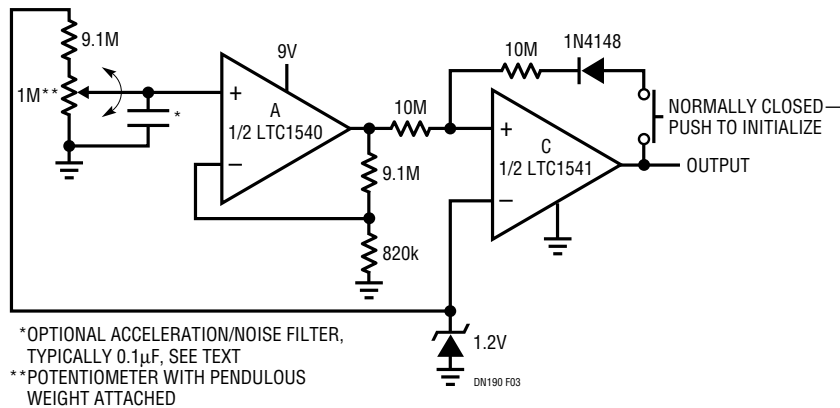 9.1M
1M**
*
+
–
A
1/2 LTC1540
9V
10M
9.1M
820k
10M
1N4148
+
–
C
1/2 LTC1541
NORMALLY CLOSED—
PUSH TO INITIALIZE
OUTPUT
1.2V
DN190 F03
*OPTIONAL ACCELERATION/NOISE FILTER,
TYPICALLY 0.1µF, SEE TEXT
**POTENTIOMETER WITH PENDULOUS
WEIGHT ATTACHED